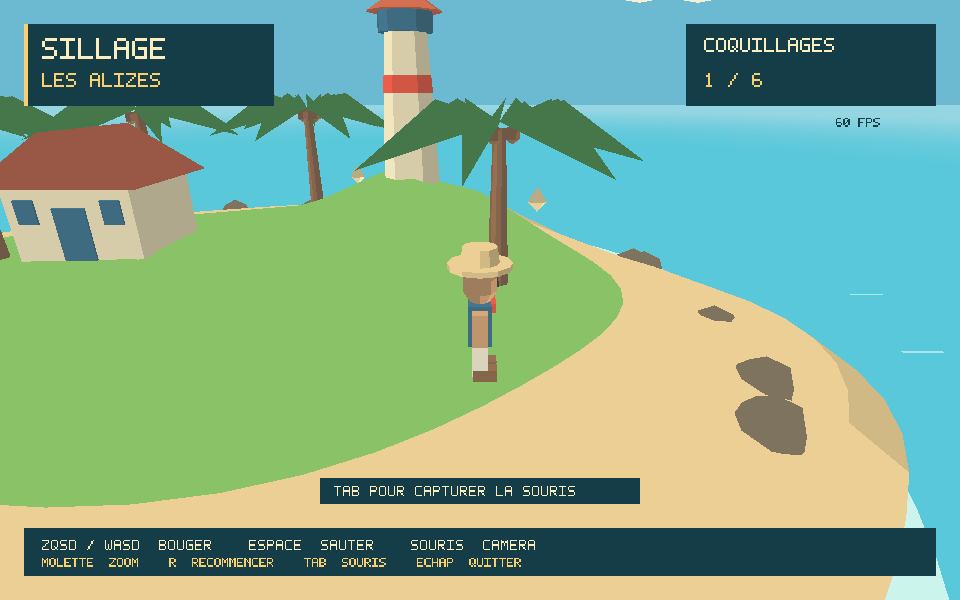 SILLAGE
LES ALIZES
COQUILLAGES
1 / 6
60 FPS
TAB POUR CAPTURER LA SOURIS
ZQSD / WASD BOUGER ESPACE SAUTER SOURIS CAMERA
MOLETTE ZOOM R RECOMMENCER TAB SOURIS ECHAP QUITTER